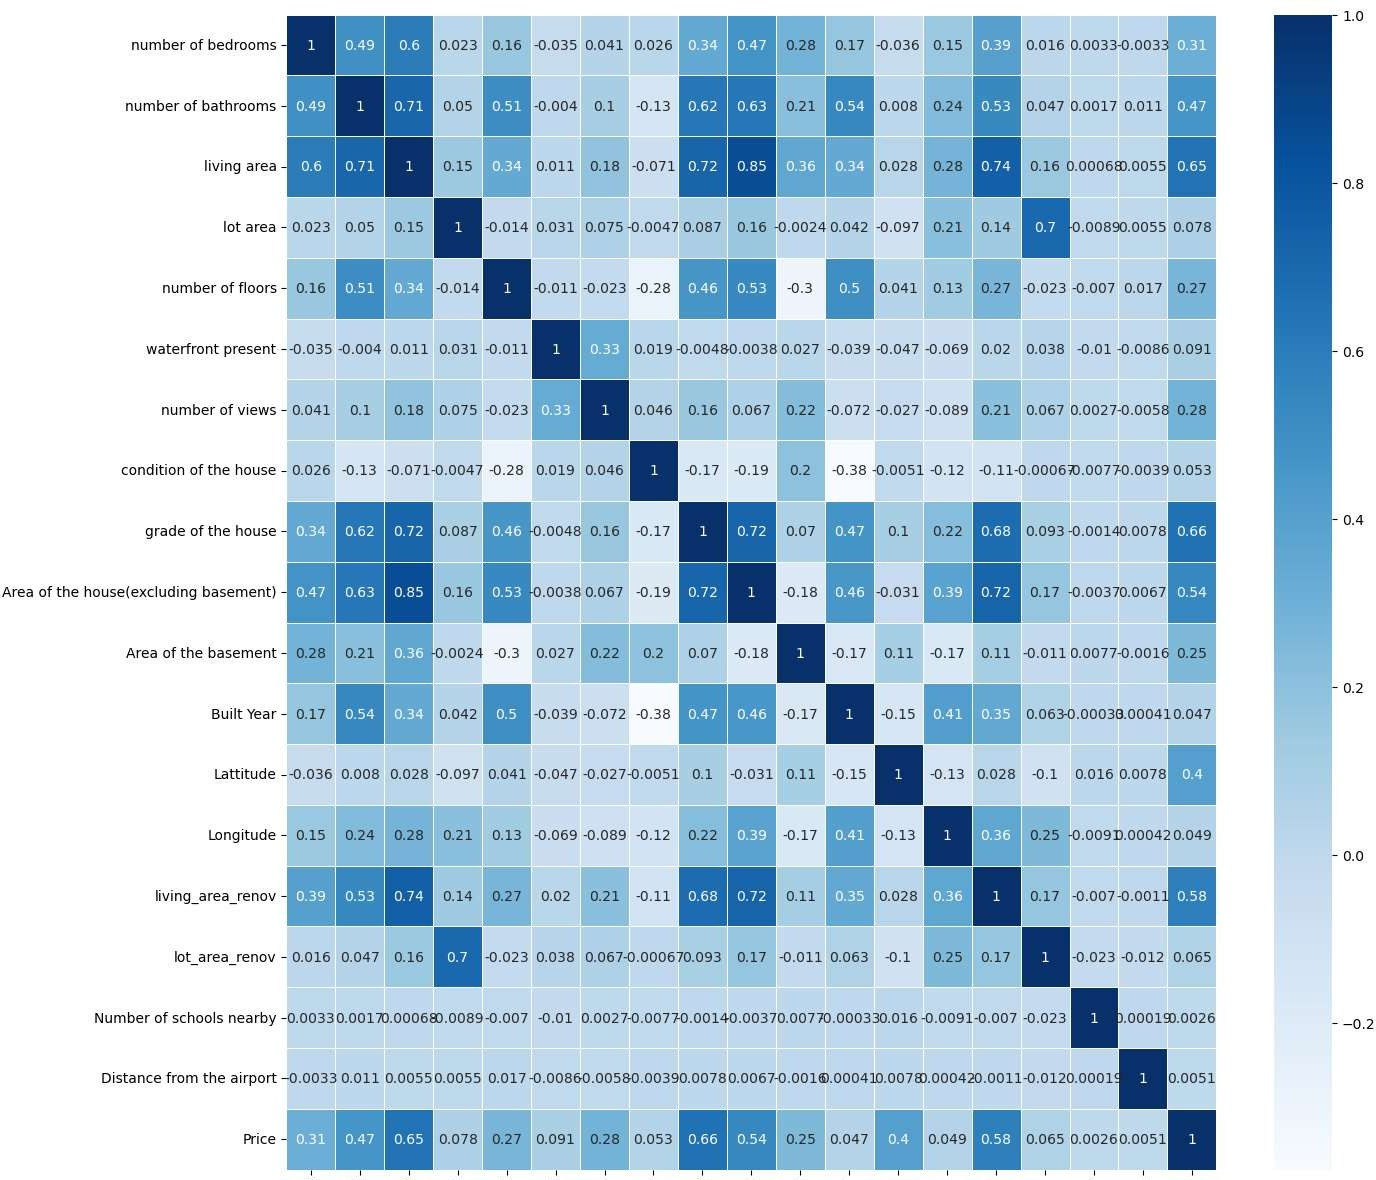 number of bedrooms 1 0.49 0.6 0.023 0.16 -0.035 0.041 0.026 0.34 0.47 0.28 0.17 -0.036 0.15 0.39 0.016 0.0033 -0.0033 0.31
number of bathrooms 0.49 1 0.71 0.05 0.51 -0.004 0.1 -0.13 0.62 0.63 0.21 0.54 0.008 0.24 0.53 0.047 0.0017 0.011 0.47
living area 0.6 0.71 1 0.15 0.34 0.011 0.18 -0.071 0.72 0.85 0.36 0.34 0.028 0.28 0.74 0.16 0.00068 0.0055 0.65
lot area 0.023 0.05 0.15 1 -0.014 0.031 0.075 -0.0047 0.087 0.16 -0.0024 0.042 -0.097 0.21 0.14 0.7 -0.0089 0.0055 0.078
number of floors 0.16 0.51 0.34 -0.014 1 -0.011 -0.023 -0.28 0.46 0.53 -0.3 0.5 0.041 0.13 0.27 -0.023 -0.007 0.017 0.27
waterfront present -0.035 -0.004 0.011 0.031 -0.011 1 0.33 0.019 -0.0048 -0.0038 0.027 -0.039 -0.047 -0.069 0.02 0.038 -0.01 -0.0086 0.091
number of views 0.041 0.1 0.18 0.075 -0.023 0.33 1 0.046 0.16 0.067 0.22 -0.072 -0.027 -0.089 0.21 0.067 0.0027 -0.0058 0.28
condition of the house 0.026 -0.13 -0.071 -0.0047 -0.28 0.019 0.046 1 -0.17 -0.19 0.2 -0.38 -0.0051 -0.12 -0.11 -0.00067 0.0077 -0.0039 0.053
grade of the house 0.34 0.62 0.72 0.087 0.46 -0.0048 0.16 -0.17 1 0.72 0.07 0.47 0.1 0.22 0.68 0.093 -0.0014 0.0078 0.66
Area of the house(excluding basement) 0.47 0.63 0.85 0.16 0.53 -0.0038 0.067 -0.19 0.72 1 -0.18 0.46 -0.031 0.39 0.72 0.17 -0.0037 0.0067 0.54
Area of the basement 0.28 0.21 0.36 -0.0024 -0.3 0.027 0.22 0.2 0.07 -0.18 1 -0.17 0.11 -0.17 0.11 -0.011 0.0077 -0.0016 0.25
Built Year 0.17 0.54 0.34 0.042 0.5 -0.039 -0.072 -0.38 0.47 0.46 -0.17 1 -0.15 0.41 0.35 0.063 -0.00033 0.00041 0.047
Lattitude -0.036 0.008 0.028 -0.097 0.041 -0.047 -0.027 -0.0051 0.1 -0.031 0.11 -0.15 1 -0.13 0.028 -0.1 0.016 0.0078 0.4
Longitude 0.15 0.24 0.28 0.21 0.13 -0.069 -0.089 -0.12 0.22 0.39 -0.17 0.41 -0.13 1 0.36 0.25 -0.0091 0.00042 0.049
living_area_renov 0.39 0.53 0.74 0.14 0.27 0.02 0.21 -0.11 0.68 0.72 0.11 0.35 0.028 0.36 1 0.17 -0.007 -0.0011 0.58
lot_area_renov 0.016 0.047 0.16 0.7 -0.023 0.038 0.067 -0.00067 0.093 0.17 -0.011 0.063 -0.1 0.25 0.17 1 -0.023 -0.012 0.065
Number of schools nearby 0.0033 0.0017 0.00068 -0.0089 -0.007 -0.01 0.0027 -0.0077 -0.0014 -0.0037 0.0077 -0.00033 0.016 -0.0091 -0.007 -0.023 1 0.00019 0.0026
Distance from the airport -0.0033 0.011 0.0055 0.0055 0.017 -0.0086 -0.0058 -0.0039 0.0078 0.0067 -0.0016 0.00041 0.0078 0.00042 -0.0011 -0.012 0.00019 1 0.0051
Price 0.31 0.47 0.65 0.078 0.27 0.091 0.28 0.053 0.66 0.54 0.25 0.047 0.4 0.049 0.58 0.065 0.0026 0.0051 1
1.0
0.8
0.6
0.4
0.2
0.0
−0.2